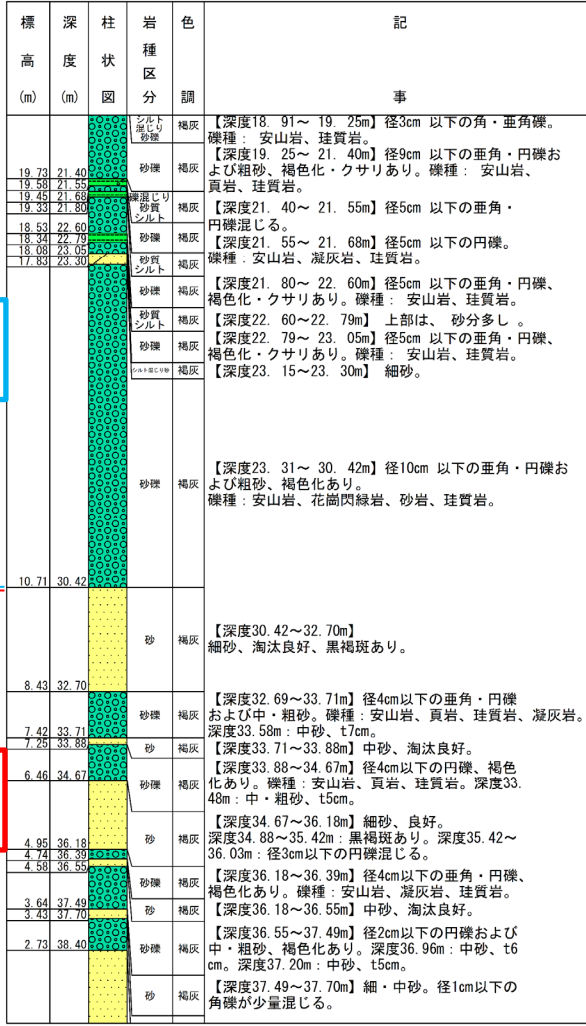 標高(m) 深度(m) 柱状図 岩種区分 色調 記事
シルト混じり砂礫 褐灰 【深度18. 91～ 19. 25m】径3cm 以下の角・亜角礫。
礫種： 安山岩、珪質岩。
砂礫 褐灰 【深度19. 25～ 21. 40m】径9cm 以下の亜角・円礫お
よび粗砂、褐色化・クサリあり。礫種： 安山岩、
頁岩、珪質岩。
19.73 21.40
19.58 21.55
19.45 21.68
19.33 21.80
18.53 22.60
18.34 22.79
18.08 23.05
17.83 23.30
礫混じり砂質シルト 褐灰 【深度21. 40～ 21. 55m】径5cm 以下の亜角・
円礫混じる。
砂礫 褐灰 【深度21. 55～ 21. 68m】径5cm 以下の円礫。
礫種：安山岩、凝灰岩、珪質岩。
砂質シルト 褐灰
砂礫 褐灰 【深度21. 80～ 22. 60m】径5cm 以下の亜角・円礫、
褐色化・クサリあり。礫種： 安山岩、珪質岩。
砂質シルト 褐灰 【深度22. 60～22. 79m】 上部は、 砂分多し 。
砂礫 褐灰 【深度22. 79～ 23. 05m】径5cm 以下の亜角・円礫、
褐色化・クサリあり。礫種： 安山岩、珪質岩。
シルト混じり砂 褐灰 【深度23. 15～23. 30m】 細砂。
砂礫 褐灰 【深度23. 31～ 30. 42m】径10cm 以下の亜角・円礫お
よび粗砂、褐色化あり。
礫種：安山岩、花崗閃緑岩、砂岩、珪質岩。
10.71 30.42
砂 褐灰 【深度30.42～32.70m】
細砂、淘汰良好、黒褐斑あり。
8.43 32.70
砂礫 褐灰 【深度32.69～33.71m】径4cm以下の亜角・円礫
および中・粗砂。礫種：安山岩、頁岩、珪質岩、凝灰岩。
深度33.58m：中砂、t7cm。
7.42 33.71
7.25 33.88
砂 褐灰 【深度33.71～33.88m】中砂、淘汰良好。
6.46 34.67
砂礫 褐灰 【深度33.88～34.67m】径4cm以下の円礫、褐色
化あり。礫種：安山岩、頁岩、珪質岩。深度33.
48m：中・粗砂、t5cm。
砂 褐灰 【深度34.67～36.18m】細砂、良好。
深度34.88～35.42m：黒褐斑あり。深度35.42～
36.03m：径3cm以下の円礫混じる。
4.95 36.18
4.74 36.39
4.58 36.55
砂礫 褐灰 【深度36.18～36.39m】径4cm以下の亜角・円礫、
褐色化あり。礫種：安山岩、凝灰岩、珪質岩。
3.64 37.49
3.43 37.70
砂 褐灰 【深度36.18～36.55m】中砂、淘汰良好。
2.73 38.40
砂礫 褐灰 【深度36.55～37.49m】径2cm以下の円礫および
中・粗砂、褐色化あり。深度36.96m：中砂、t6
cm。深度37.20m：中砂、t5cm。
砂 褐灰 【深度37.49～37.70m】細・中砂。径1cm以下の
角礫が少量混じる。